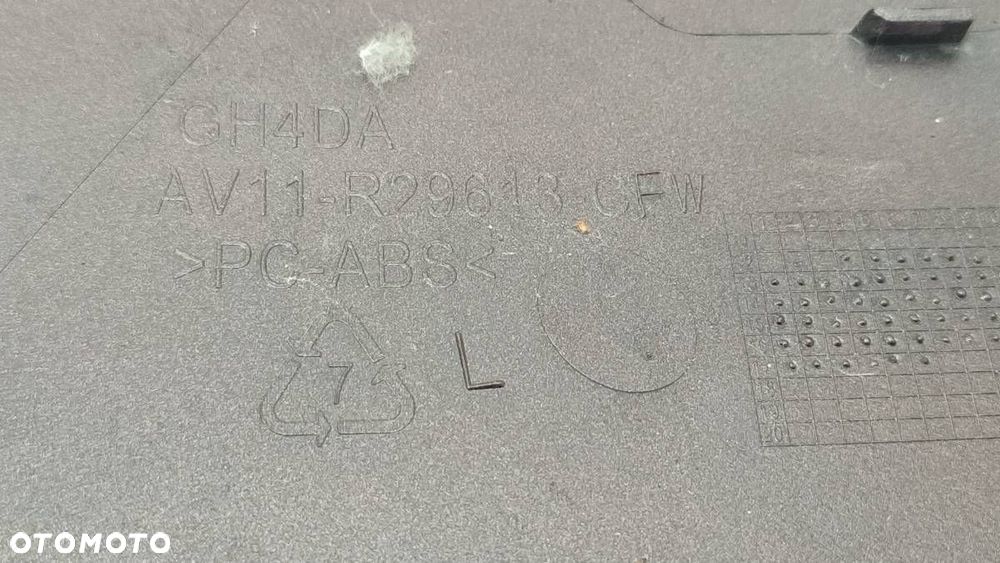 GH4DA
AV11-R29613-CFW
>PC-ABS<
7
L
OTOMOTO